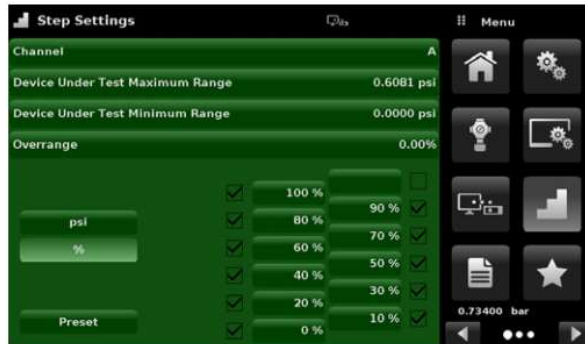 Step Settings
Menu
Channel A
Device Under Test Maximum Range 0.6081 psi
Device Under Test Minimum Range 0.0000 psi
Overrange 0.00%
100 %
90 %
psi
80 %
70 %
%
60 %
50 %
40 %
30 %
20 %
Preset
10 %
0 %
0.73400 bar